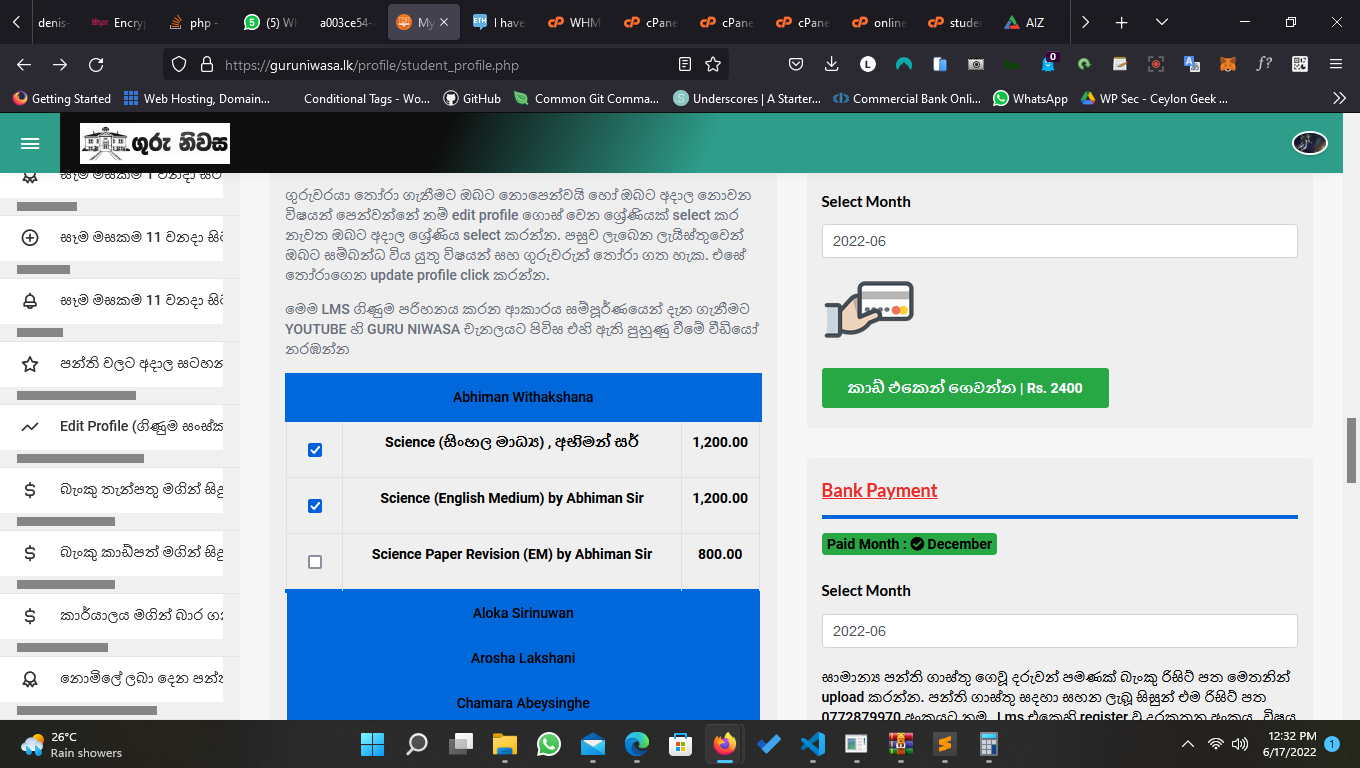 denis-
Encry
php -
(5) Wh
a003ce54-
My
I have
WHM
cPane
cPane
cPane
online
studen
AIZ
https://guruniwasa.lk/profile/student_profile.php
Getting Started
Web Hosting, Domain...
Conditional Tags - Wo...
GitHub
Common Git Comma...
Underscores | A Starter...
Commercial Bank Onli...
WhatsApp
WP Sec - Ceylon Geek ...
ගුරු නිවස
සෑම මසකම 1 වනදා සිට
සෑම මසකම 11 වනදා සිට
සෑම මසකම 11 වනදා සිට
පන්ති වලට අදාල සටහන
Edit Profile (ගිණුම සංස්ක
බැංකු තැන්පතු මගින් සිදු
බැංකු කාඩ්පත් මගින් සිදු
කාර්යාලය මගින් බාර ගන
නොමිලේ ලබා දෙන පන්ති
ගුරුවරයා තෝරා ගැනීමට ඔබට නොපෙන්වයි හෝ ඔබට අදාල නොවන
විෂයන් පෙන්වන්නේ නම් edit profile ගොස් වෙන ශ්‍රේණියක් select කර
නැවත ඔබට අදාල ශ්‍රේණිය select කරන්න. පසුව ලැබෙන ලැයිස්තුවෙන්
ඔබට සම්බන්ධ විය යුතු විෂයන් සහ ගුරුවරුන් තෝරා ගත හැක. එසේ
තෝරාගෙන update profile click කරන්න.
මෙම LMS ගිණුම පරිහනය කරන ආකාරය සම්පූර්ණයෙන් දැන ගැනීමට
YOUTUBE හි GURU NIWASA චැනලයට පිවිස එහි ඇති පුහුණු වීමේ වීඩියෝ
නරඹන්න
Abhiman Withakshana
Science (සිංහල මාධ්‍ය) , අභිමන් සර් 1,200.00
Science (English Medium) by Abhiman Sir 1,200.00
Science Paper Revision (EM) by Abhiman Sir 800.00
Aloka Sirinuwan
Arosha Lakshani
Chamara Abeysinghe
Select Month
2022-06
කාඩ් එකෙන් ගෙවන්න | Rs. 2400
Bank Payment
Paid Month : December
Select Month
2022-06
සාමාන්‍ය පන්ති ගාස්තු ගෙවූ දරුවන් පමණක් බැංකු රිසිට් පත මෙතනින්
upload කරන්න. පන්ති ගාස්තු සඳහා සහන ලැබූ සිසුන් එම රිසිට් පත
0772879970 අංකයට නම , Lms එකෙහි register වූ දුරකතන අංකය , විෂය
26°C
Rain showers
12:32 PM
6/17/2022
1